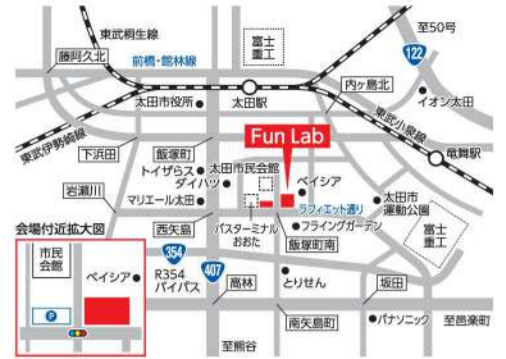 東武桐生線
藤阿久北
前橋・館林線
富士
重工
至50号
122
イオン太田
内ヶ島北
太田市役所
太田駅
東武小泉線
竜舞駅
東武伊勢崎線
下浜田
飯塚町
Fun Lab
トイザらス
太田市民会館
ダイハツ
ベイシア
岩瀬川
マリエール太田
ラフィエット通り
太田市
運動公園
バスターミナル
おおた
フライングガーデン
西矢島
飯塚町南
富士
重工
会場付近拡大図
市民
会館
ベイシア
P
354
R354
バイパス
407
高林
とりせん
坂田
南矢島町
パナソニック
至邑楽町
至熊谷